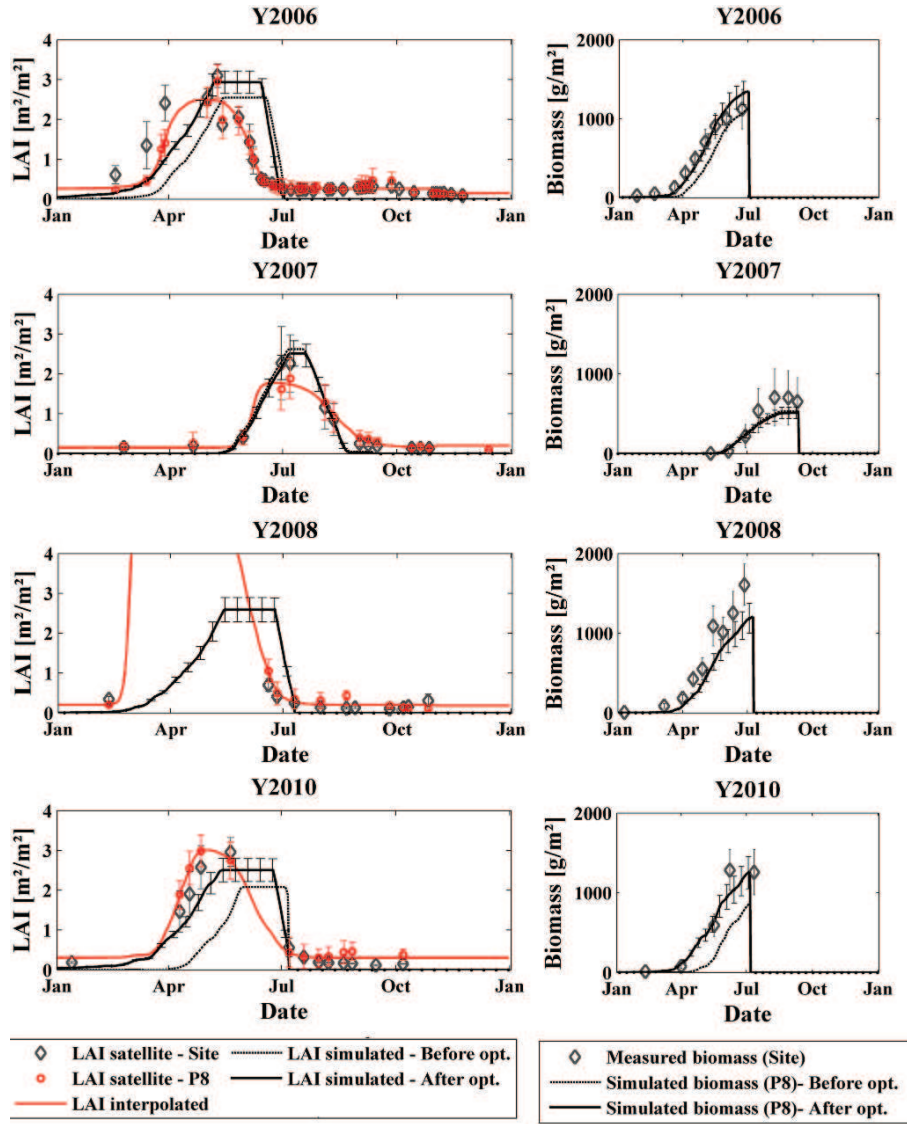 Y2006
LAI [m²/m²]
4
3
2
1
0
Jan Apr Jul Oct Jan
Date
Y2006
Biomass [g/m²]
2000
1000
0
Jan Apr Jul Oct Jan
Date
Y2007
LAI [m²/m²]
4
3
2
1
0
Jan Apr Jul Oct Jan
Date
Y2007
Biomass [g/m²]
2000
1000
0
Jan Apr Jul Oct Jan
Date
Y2008
LAI [m²/m²]
4
3
2
1
0
Jan Apr Jul Oct Jan
Date
Y2008
Biomass [g/m²]
2000
1000
0
Jan Apr Jul Oct Jan
Date
Y2010
LAI [m²/m²]
4
3
2
1
0
Jan Apr Jul Oct Jan
Date
Y2010
Biomass [g/m²]
2000
1000
0
Jan Apr Jul Oct Jan
Date
LAI satellite - Site
LAI satellite - P8
LAI interpolated
LAI simulated - Before opt.
LAI simulated - After opt.
Measured biomass (Site)
Simulated biomass (P8)- Before opt.
Simulated biomass (P8)- After opt.